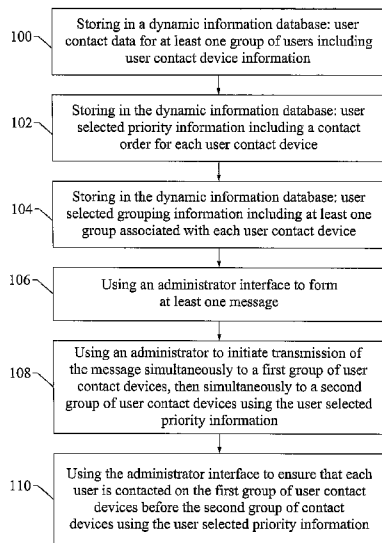 100
Storing in a dynamic information database: user
contact data for at least one group of users including
user contact device information
102
Storing in the dynamic information database: user
selected priority information including a contact
order for each user contact device
104
Storing in the dynamic information database: user
selected grouping information including at least one
group associated with each user contact device
106
Using an administrator interface to form
at least one message
108
Using an administrator to initiate transmission of
the message simultaneously to a first group of user
contact devices, then simultaneously to a second
group of user contact devices using the user selected
priority information
110
Using the administrator interface to ensure that each
user is contacted on the first group of user contact
devices before the second group of contact
devices using the user selected priority information